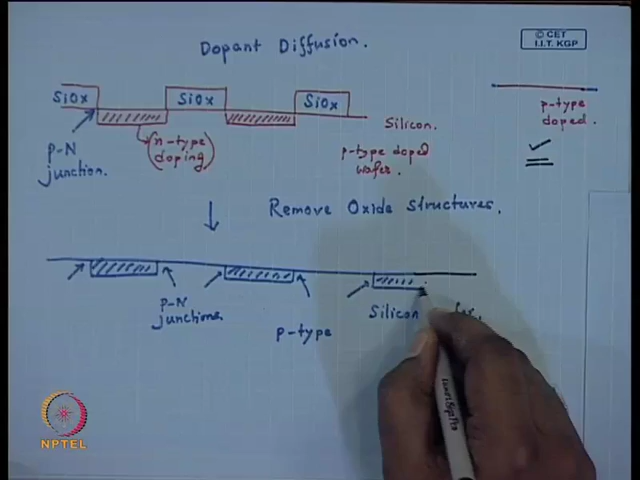 Dopant Diffusion.
© CET
I.I.T. KGP
SiOx
SiOx
SiOx
p-type
doped.
(n-type
doping)
Silicon.
p-type doped
wafer.
P-N
junction.
Remove Oxide structures.
P-N
junctions.
p-type
Silicon
NPTEL